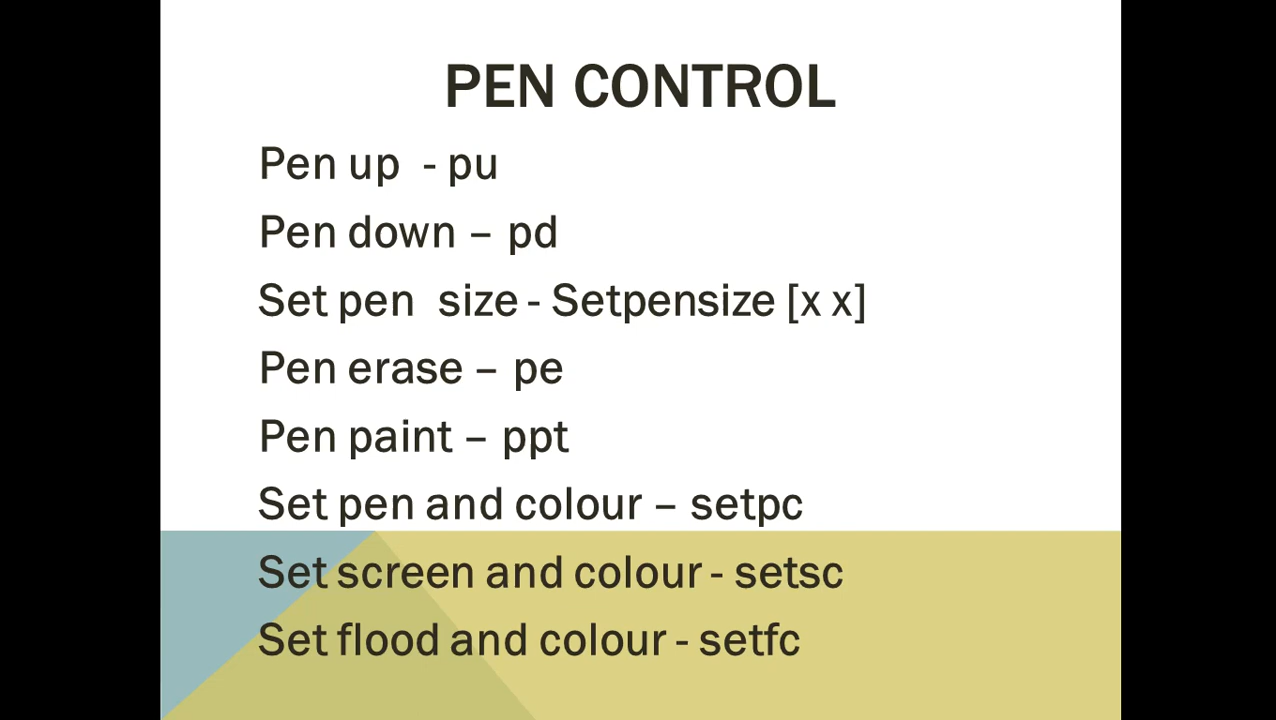 PEN CONTROL
Pen up - pu
Pen down – pd
Set pen size - Setpensize [x x]
Pen erase – pe
Pen paint – ppt
Set pen and colour – setpc
Set screen and colour - setsc
Set flood and colour - setfc